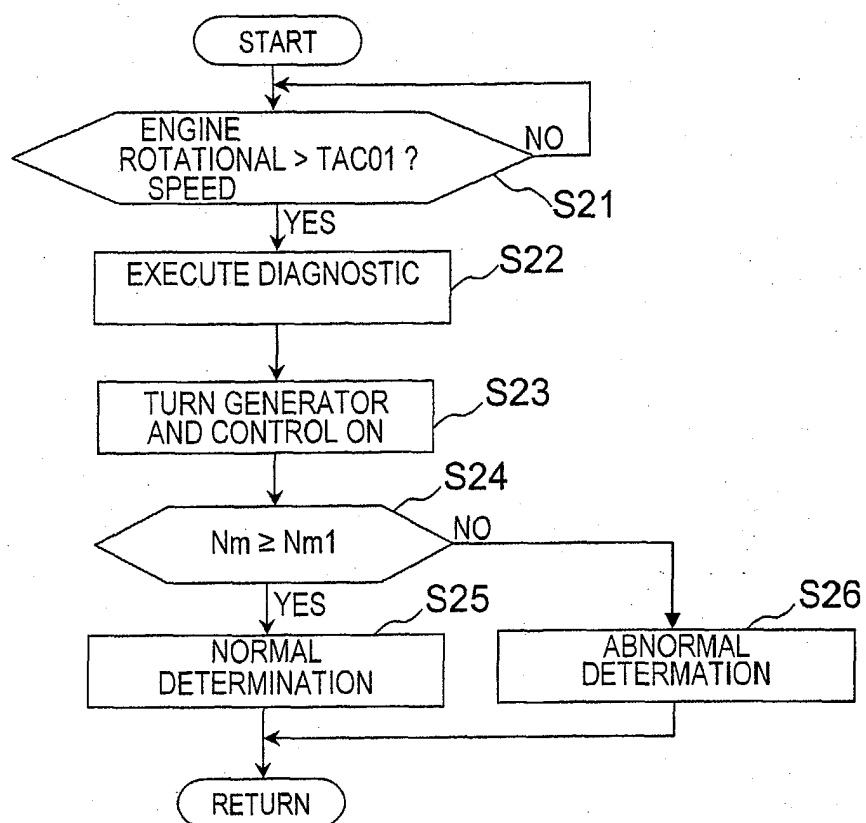 START
ENGINE
ROTATIONAL > TAC01 ?
SPEED
NO
S21
YES
EXECUTE DIAGNOSTIC
S22
TURN GENERATOR
AND CONTROL ON
S23
S24
Nm ≥ Nm1
NO
YES
S25
NORMAL
DETERMINATION
S26
ABNORMAL
DETERMATION
RETURN